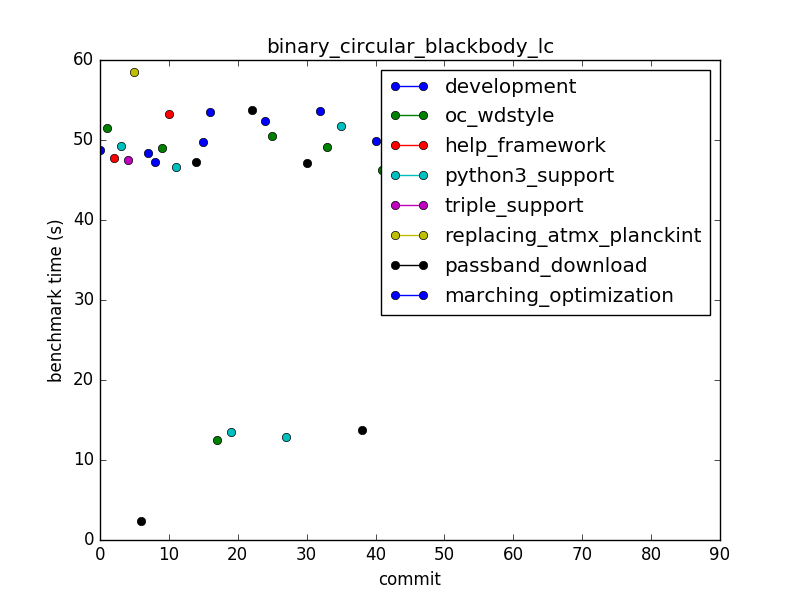 binary_circular_blackbody_lc
60
50
40
30
20
10
0
benchmark time (s)
development
oc_wdstyle
help_framework
python3_support
triple_support
replacing_atmx_planckint
passband_download
marching_optimization
0 10 20 30 40 50 60 70 80 90
commit